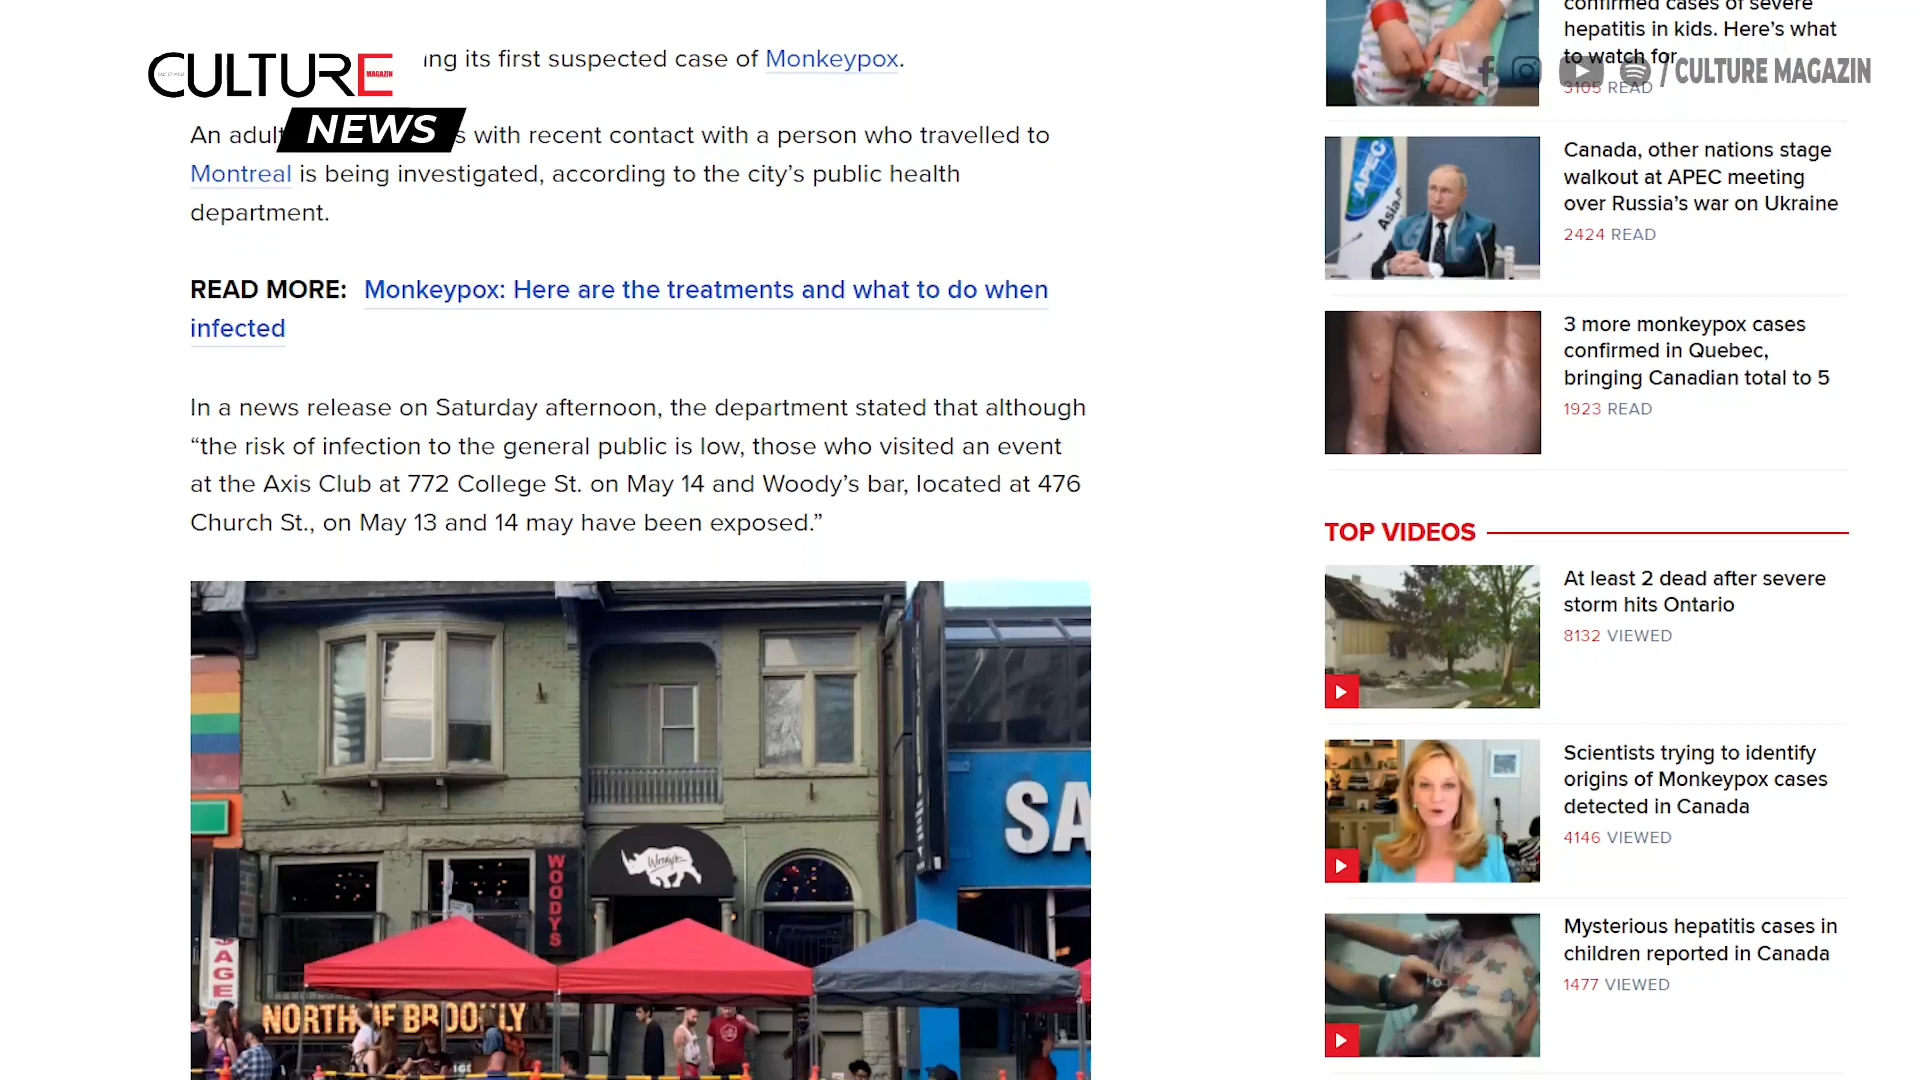 CULTURE
MAGAZIN
NEWS
ing its first suspected case of Monkeypox.
An adult s with recent contact with a person who travelled to
Montreal is being investigated, according to the city’s public health
department.
READ MORE: Monkeypox: Here are the treatments and what to do when
infected
In a news release on Saturday afternoon, the department stated that although
“the risk of infection to the general public is low, those who visited an event
at the Axis Club at 772 College St. on May 14 and Woody’s bar, located at 476
Church St., on May 13 and 14 may have been exposed.”
WOODYS
Woody's
SA
SAGE
NORTH OF BROOKLYN
confirmed cases of severe
hepatitis in kids. Here’s what
to watch for
3105 READ
/ CULTURE MAGAZIN
APEC
Canada, other nations stage
walkout at APEC meeting
over Russia’s war on Ukraine
2424 READ
3 more monkeypox cases
confirmed in Quebec,
bringing Canadian total to 5
1923 READ
TOP VIDEOS
At least 2 dead after severe
storm hits Ontario
8132 VIEWED
Scientists trying to identify
origins of Monkeypox cases
detected in Canada
4146 VIEWED
Mysterious hepatitis cases in
children reported in Canada
1477 VIEWED